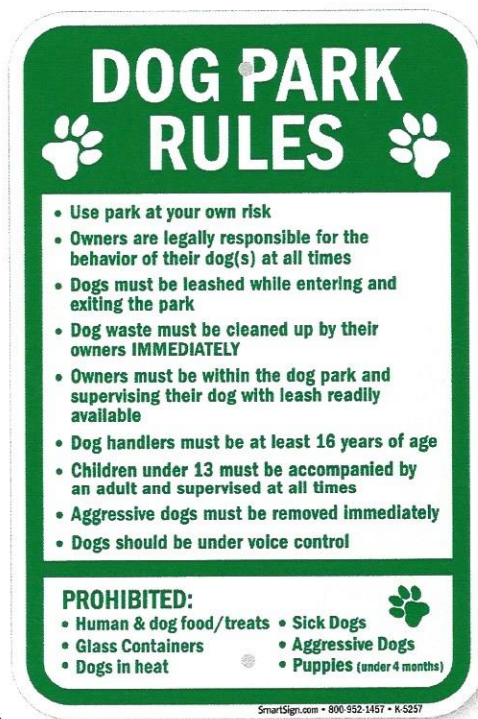 DOG PARK
RULES
• Use park at your own risk
• Owners are legally responsible for the
behavior of their dog(s) at all times
• Dogs must be leashed while entering and
exiting the park
• Dog waste must be cleaned up by their
owners IMMEDIATELY
• Owners must be within the dog park and
supervising their dog with leash readily
available
• Dog handlers must be at least 16 years of age
• Children under 13 must be accompanied by
an adult and supervised at all times
• Aggressive dogs must be removed immediately
• Dogs should be under voice control
PROHIBITED:
• Human & dog food/treats
• Glass Containers
• Dogs in heat
• Sick Dogs
• Aggressive Dogs
• Puppies (under 4 months)
SmartSign.com • 800-952-1457 • K-5257